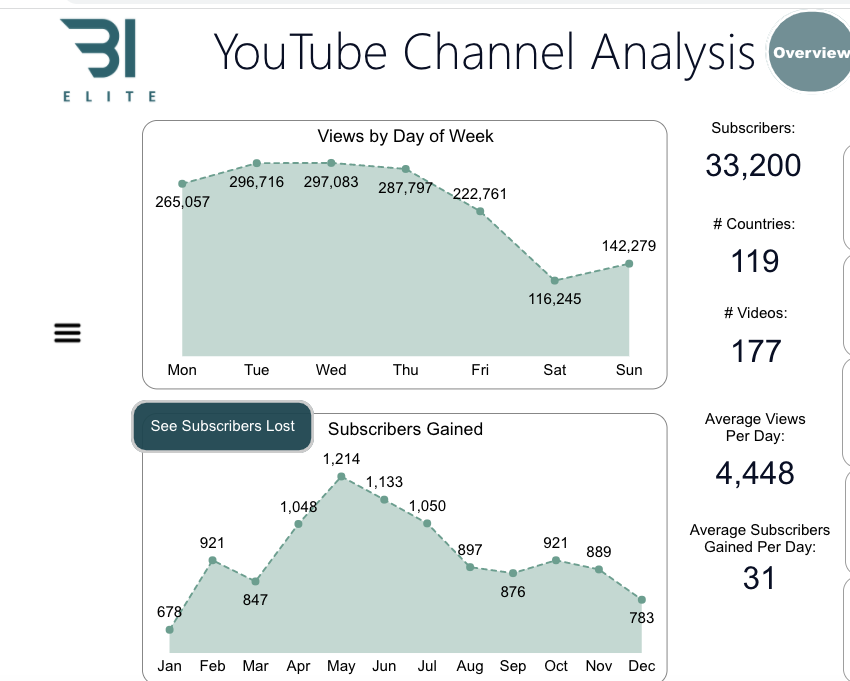 BI
ELITE
YouTube Channel Analysis
Overview
Views by Day of Week
265,057
296,716
297,083
287,797
222,761
116,245
142,279
Mon Tue Wed Thu Fri Sat Sun
See Subscribers Lost
Subscribers Gained
678
921
847
1,048
1,214
1,133
1,050
897
876
921
889
783
Jan Feb Mar Apr May Jun Jul Aug Sep Oct Nov Dec
Subscribers:
33,200
# Countries:
119
# Videos:
177
Average Views
Per Day:
4,448
Average Subscribers
Gained Per Day:
31